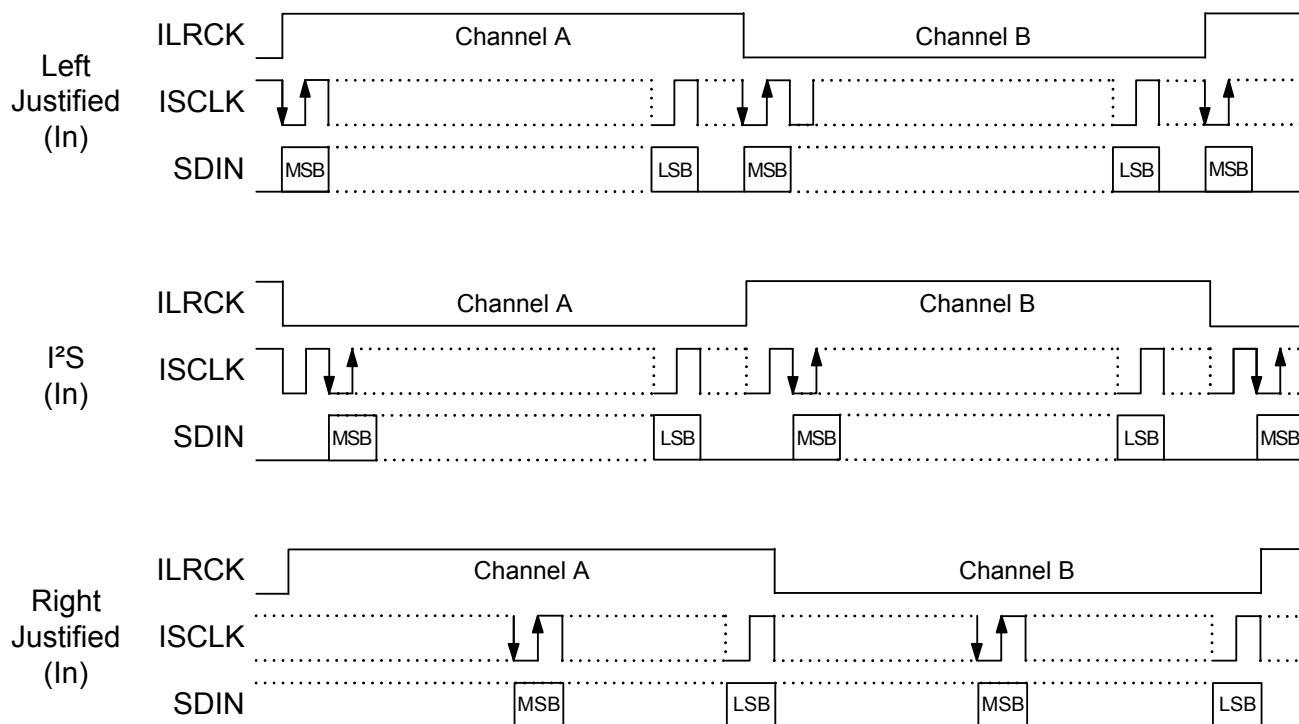 Left
Justified
(In)
ILRCK Channel A Channel B
ISCLK
SDIN MSB LSB MSB LSB MSB
I²S
(In)
ILRCK Channel A Channel B
ISCLK
SDIN MSB LSB MSB LSB MSB
Right
Justified
(In)
ILRCK Channel A Channel B
ISCLK
SDIN MSB LSB MSB LSB